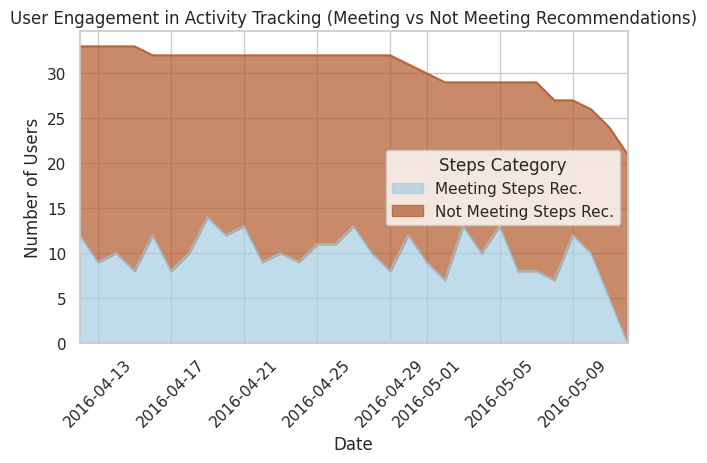 User Engagement in Activity Tracking (Meeting vs Not Meeting Recommendations)
Number of Users
30
25
20
15
10
5
0
Steps Category
Meeting Steps Rec.
Not Meeting Steps Rec.
2016-04-13
2016-04-17
2016-04-21
2016-04-25
2016-04-29
2016-05-01
2016-05-05
2016-05-09
Date